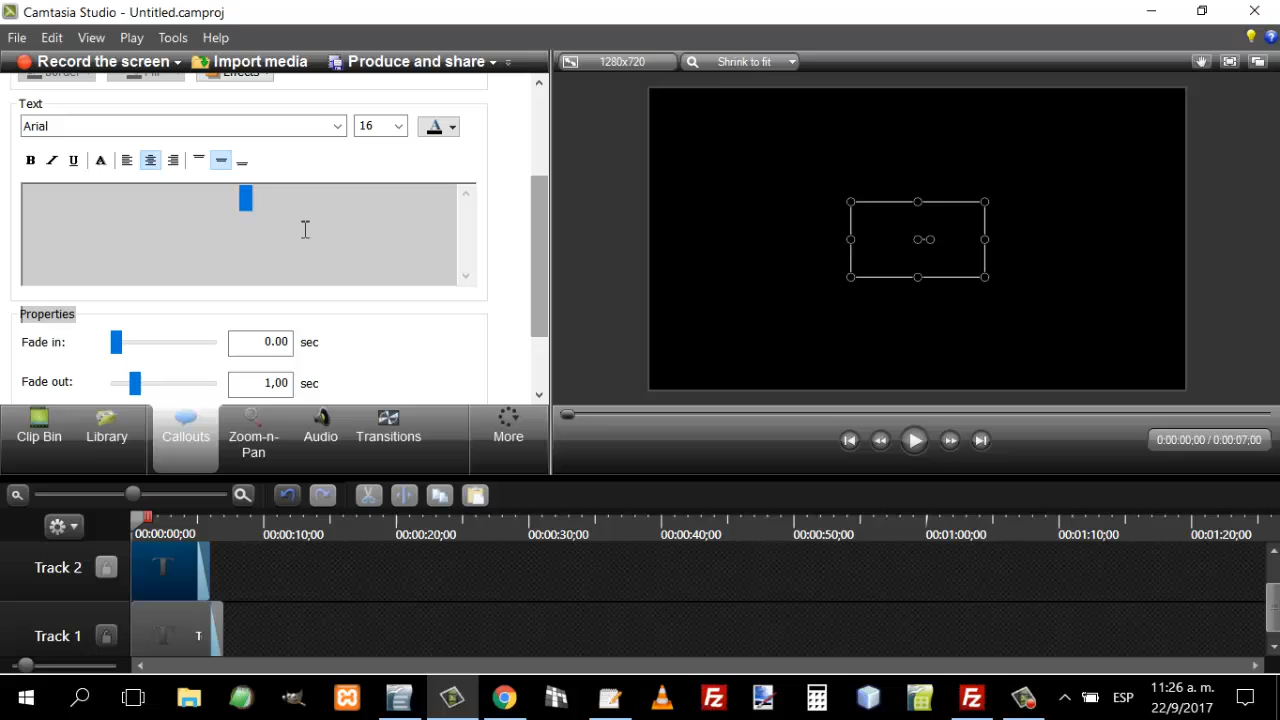 Camtasia Studio - Untitled.camproj
File Edit View Play Tools Help
Record the screen Import media Produce and share
1280x720 Shrink to fit
Border Fill Effects
Text
Arial 16 A
B I U A
Properties
Fade in: 0.00 sec
Fade out: 1,00 sec
Clip Bin Library Callouts Zoom-n-Pan Audio Transitions More
0:00:00;00 / 0:00:07;00
00:00:00;00 00:00:10;00 00:00:20;00 00:00:30;00 00:00:40;00 00:00:50;00 00:01:00;00 00:01:10;00 00:01:20;00
Track 2 T
Track 1 T T
ESP
11:26 a. m.
22/9/2017